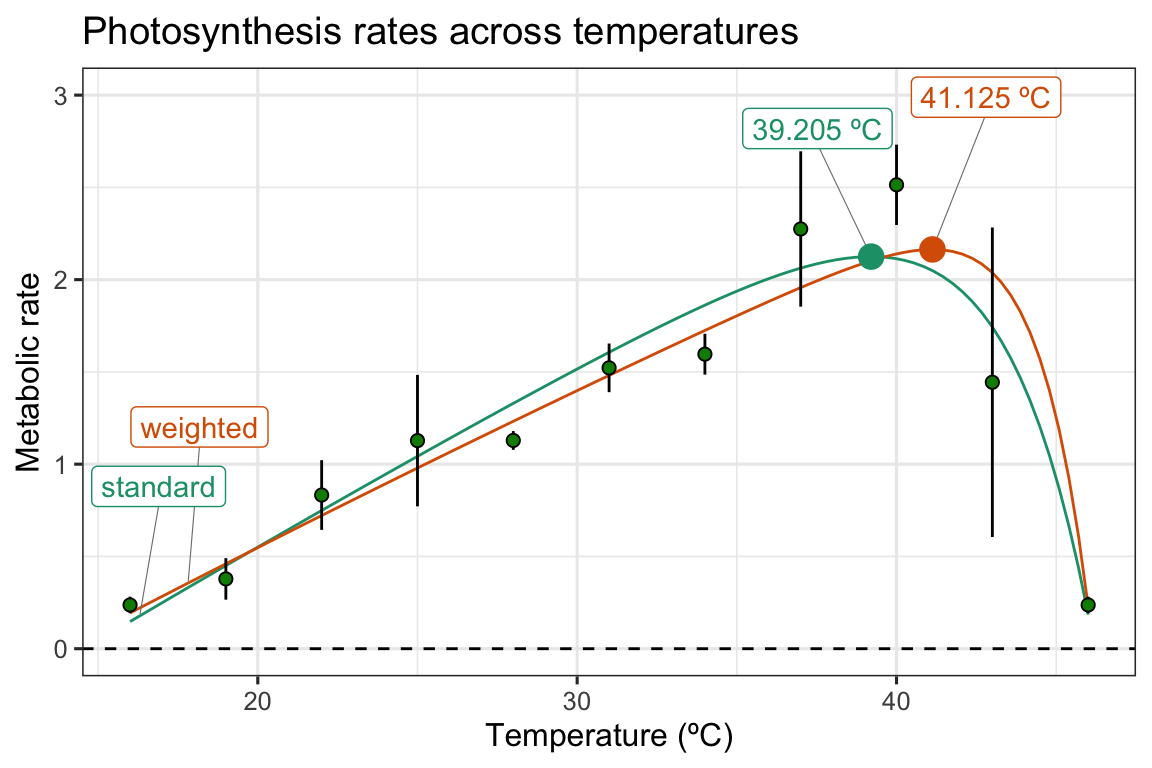 Photosynthesis rates across temperatures
41.125 ºC
39.205 ºC
weighted
standard
Metabolic rate
3
2
1
0
20
30
40
Temperature (ºC)